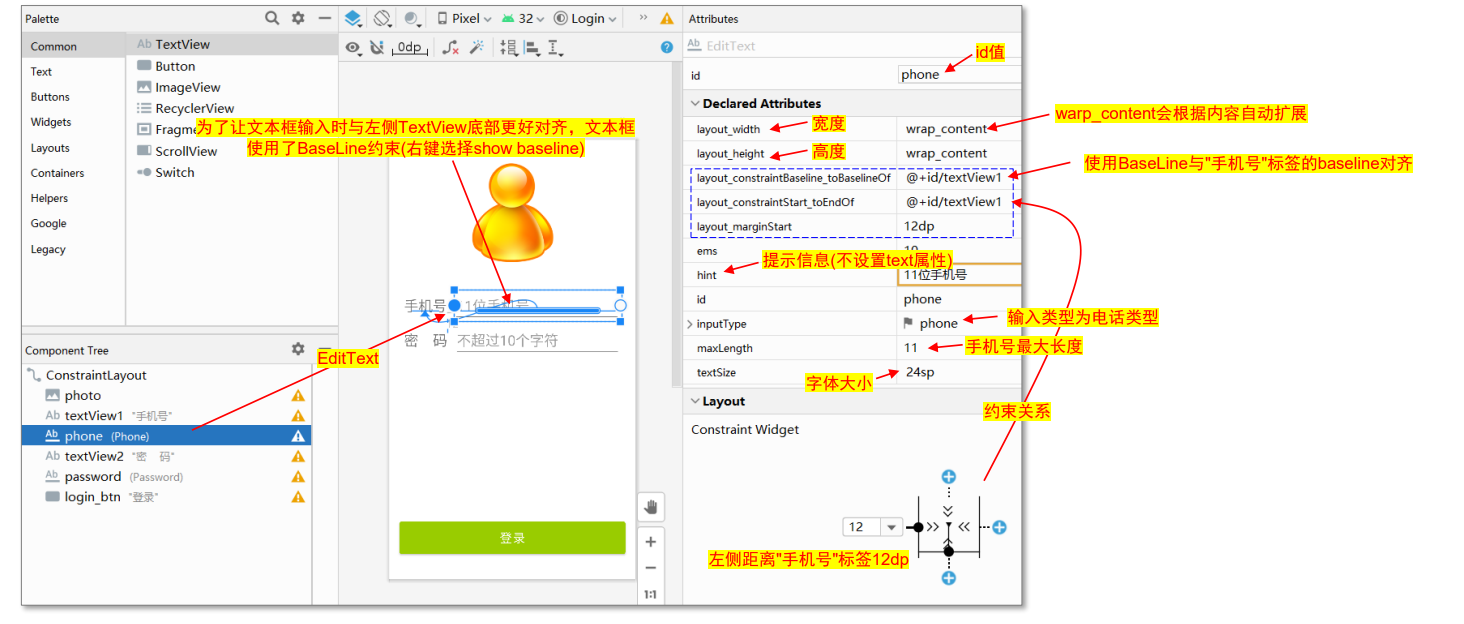 Palette
Common
Text
Buttons
Widgets
Layouts
Containers
Helpers
Google
Legacy
Ab TextView
Button
ImageView
RecyclerView
Fragme
ScrollView
Switch
Pixel
32
Login
0dp
为了让文本框输入时与左侧TextView底部更好对齐，文本框
使用了BaseLine约束(右键选择show baseline)
手机号
1位手机号
密 码
不超过10个字符
登录
1:1
Component Tree
EditText
ConstraintLayout
photo
Ab textView1 "手机号"
Ab phone (Phone)
Ab textView2 "密 码"
Ab password (Password)
login_btn "登录"
Attributes
Ab EditText
id phone
id值
Declared Attributes
layout_width wrap_content
宽度
warp_content会根据内容自动扩展
layout_height wrap_content
高度
layout_constraintBaseline_toBaselineOf @+id/textView1
使用BaseLine与"手机号"标签的baseline对齐
layout_constraintStart_toEndOf @+id/textView1
layout_marginStart 12dp
ems 10
提示信息(不设置text属性)
hint 11位手机号
id phone
inputType phone
输入类型为电话类型
maxLength 11
手机号最大长度
textSize 24sp
字体大小
Layout
约束关系
Constraint Widget
12
左侧距离"手机号"标签12dp